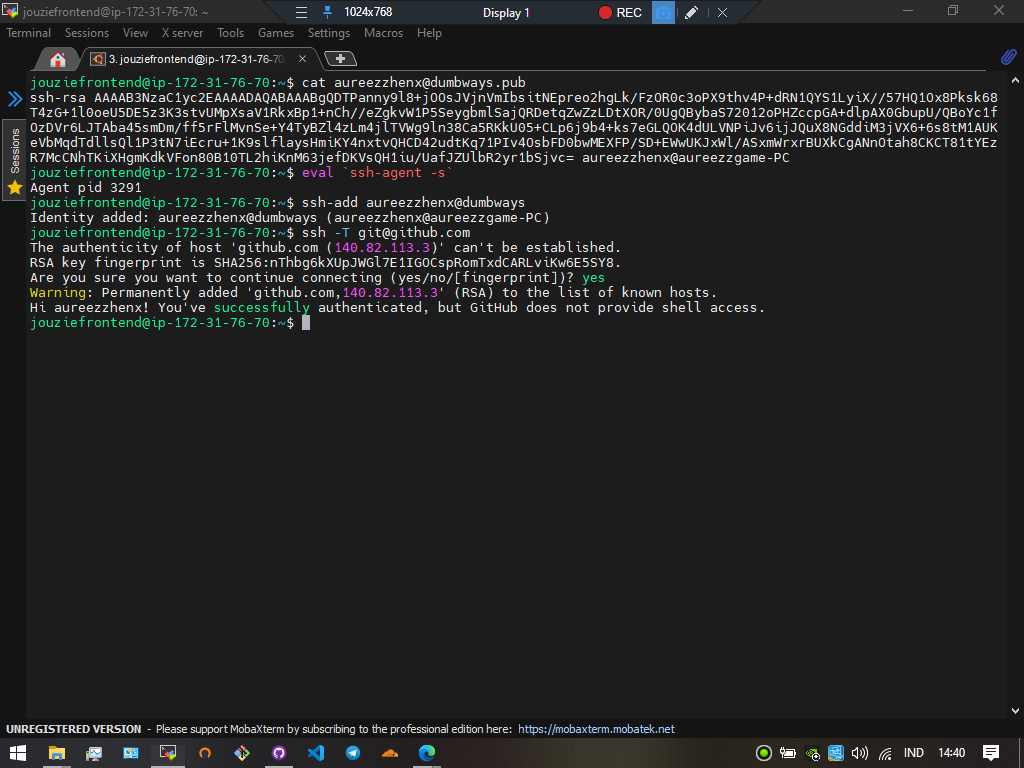 jouziefrontend@ip-172-31-76-70: ~
1024x768
Display 1
REC
Terminal Sessions View X server Tools Games Settings Macros Help
3. jouziefrontend@ip-172-31-76-70
Sessions
jouziefrontend@ip-172-31-76-70:~$ cat aureezzhenx@dumbways.pub
ssh-rsa AAAAB3NzaC1yc2EAAAADAQABAAABgQDTPanny9l8+jOOsJVjnVmIbsitNEpreo2hgLk/FzOR0c3oPX9thv4P+dRN1QYS1LyiX//57HQ1Ox8Pksk68
T4zG+1l0oeU5DE5z3K3stvUMpXsaV1RkxBp1+nCh//eZgkvW1P5SeygbmlSajQRDetqZwZzLDtXOR/0UgQBybaS72012oPHZccpGA+dlpAX0GbupU/QBoYc1f
OzDVr6LJTAba45smDm/ff5rFlMvnSe+Y4TyBZl4zLm4jlTVWg9ln38Ca5RKkU05+CLp6j9b4+ks7eGLQOK4dULVNPiJv6ijJQuX8NGddiM3jVX6+6s8tM1AUK
eVbMqdTdllsQl1P3tN7iEcru+1K9slflaysHmiKY4nxtvQHCD42udtKq71PIv4OsbFD0bwMEXFP/SD+EWwUKJxWl/ASxmWrxrBUXkCgANnOtah8CKCT81tYEz
R7McCNhTKiXHgmKdkVFon80B10TL2hiKnM63jefDKVsQH1iu/UafJZUlbR2yr1bSjvc= aureezzhenx@aureezzgame-PC
jouziefrontend@ip-172-31-76-70:~$ eval `ssh-agent -s`
Agent pid 3291
jouziefrontend@ip-172-31-76-70:~$ ssh-add aureezzhenx@dumbways
Identity added: aureezzhenx@dumbways (aureezzhenx@aureezzgame-PC)
jouziefrontend@ip-172-31-76-70:~$ ssh -T git@github.com
The authenticity of host 'github.com (140.82.113.3)' can't be established.
RSA key fingerprint is SHA256:nThbg6kXUpJWGl7E1IGOCspRomTxdCARLviKw6E5SY8.
Are you sure you want to continue connecting (yes/no/[fingerprint])? yes
Warning: Permanently added 'github.com,140.82.113.3' (RSA) to the list of known hosts.
Hi aureezzhenx! You've successfully authenticated, but GitHub does not provide shell access.
jouziefrontend@ip-172-31-76-70:~$
UNREGISTERED VERSION - Please support MobaXterm by subscribing to the professional edition here: https://mobaxterm.mobatek.net
IND 14:40